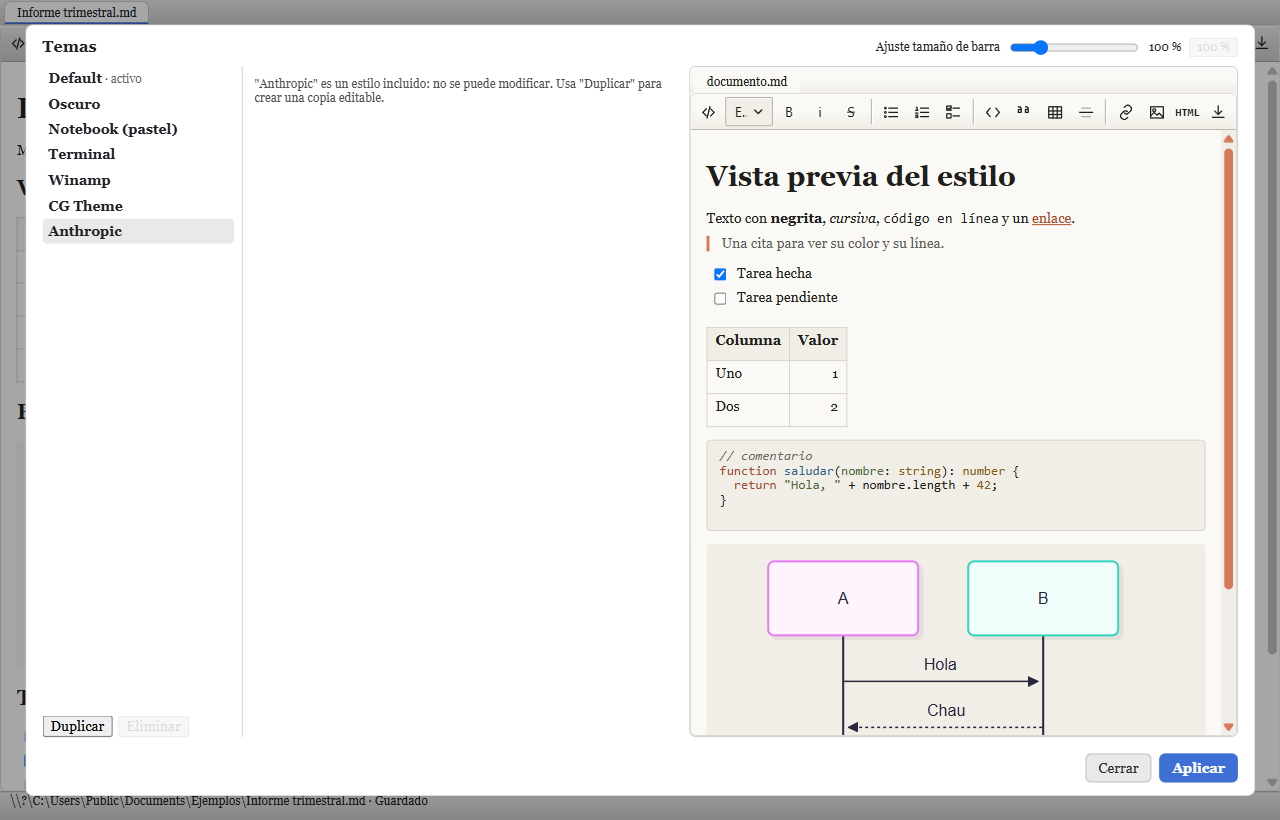 Informe trimestral.md
Temas
Ajuste tamaño de barra
100 %
100 %
Default · activo
Oscuro
Notebook (pastel)
Terminal
Winamp
CG Theme
Anthropic
Duplicar
Eliminar
"Anthropic" es un estilo incluido: no se puede modificar. Usa "Duplicar" para
crear una copia editable.
documento.md
E..
B
i
S
HTML
Vista previa del estilo
Texto con negrita, cursiva, código en línea y un enlace.
Una cita para ver su color y su línea.
Tarea hecha
Tarea pendiente
Columna Valor
Uno 1
Dos 2
// comentario
function saludar(nombre: string): number {
  return "Hola, " + nombre.length + 42;
}
A
B
Hola
Chau
Cerrar
Aplicar
\\?\C:\Users\Public\Documents\Ejemplos\Informe trimestral.md · Guardado